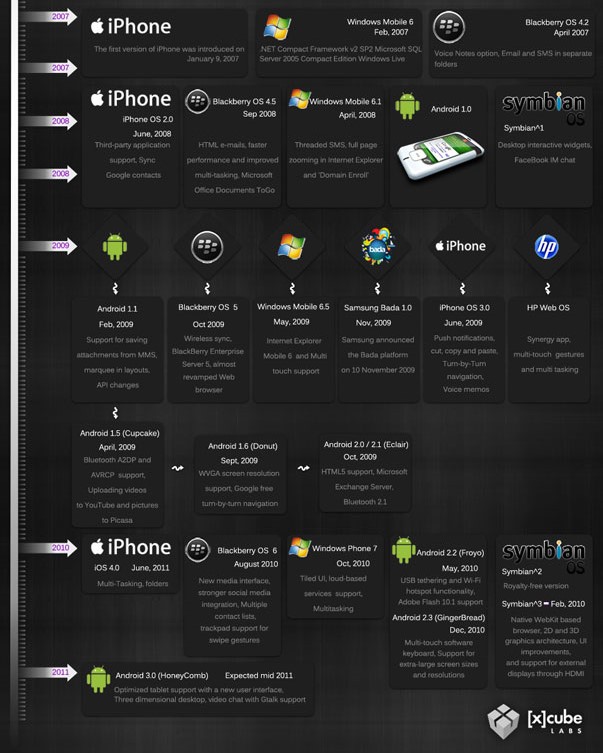 2007
iPhone
The first version of iPhone was introduced on
January 9, 2007
Windows Mobile 6
Feb, 2007
.NET Compact Framework v2 SP2 Microsoft SQL
Server 2005 Compact Edition Windows Live
Blackberry OS 4.2
April 2007
Voice Notes option, Email and SMS in separate
folders
2007
2008
iPhone
iPhone OS 2.0
June, 2008
Third-party application
support, Sync
Google contacts
Blackberry OS 4.5
Sep 2008
HTML e-mails, faster
performance and improved
multi-tasking, Microsoft
Office Documents ToGo
Windows Mobile 6.1
April, 2008
Threaded SMS, full page
zooming in Internet Explorer
and 'Domain Enroll'
Android 1.0
symbian
OS
Symbian^1
Desktop interactive widgets,
FaceBook IM chat
2008
2009
bada
iPhone
hp
Android 1.1
Feb, 2009
Support for saving
attachments from MMS,
marquee in layouts,
API changes
Blackberry OS 5
Oct 2009
Wireless sync,
BlackBerry Enterprise
Server 5, almost
revamped Web
browser
Windows Mobile 6.5
May, 2009
Internet Explorer
Mobile 6 and Multi
touch support
Samsung Bada 1.0
Nov, 2009
Samsung announced
the Bada platform
on 10 November 2009
iPhone OS 3.0
June, 2009
Push notifications,
cut, copy and paste,
Turn-by-Turn
navigation,
Voice memos
HP Web OS
Synergy app,
multi-touch gestures
and multi tasking
Android 1.5 (Cupcake)
April, 2009
Bluetooth A2DP and
AVRCP support,
Uploading videos
to YouTube and pictures
to Picasa
Android 1.6 (Donut)
Sept, 2009
WVGA screen resolution
support, Google free
turn-by-turn navigation
Android 2.0 / 2.1 (Eclair)
Oct, 2009
HTML5 support, Microsoft
Exchange Server,
Bluetooth 2.1
2010
iPhone
iOS 4.0 June, 2011
Multi-Tasking, folders
Blackberry OS 6
August 2010
New media interface,
stronger social media
integration, Multiple
contact lists,
trackpad support for
swipe gestures
Windows Phone 7
Oct, 2010
Tiled UI, loud-based
services support,
Multitasking
Android 2.2 (Froyo)
May, 2010
USB tethering and Wi-Fi
hotspot functionality,
Adobe Flash 10.1 support
Android 2.3 (GingerBread)
Dec, 2010
Multi-touch software
keyboard, Support for
extra-large screen sizes
and resolutions
symbian
OS
Symbian^2
Royalty-free version
Symbian^3 - Feb, 2010
Native WebKit based
browser, 2D and 3D
graphics architecture, UI
improvements,
and support for external
displays through HDMI
2011
Android 3.0 (HoneyComb) Expected mid 2011
Optimized tablet support with a new user interface,
Three dimensional desktop, video chat with Gtalk support
[x]cube
LABS